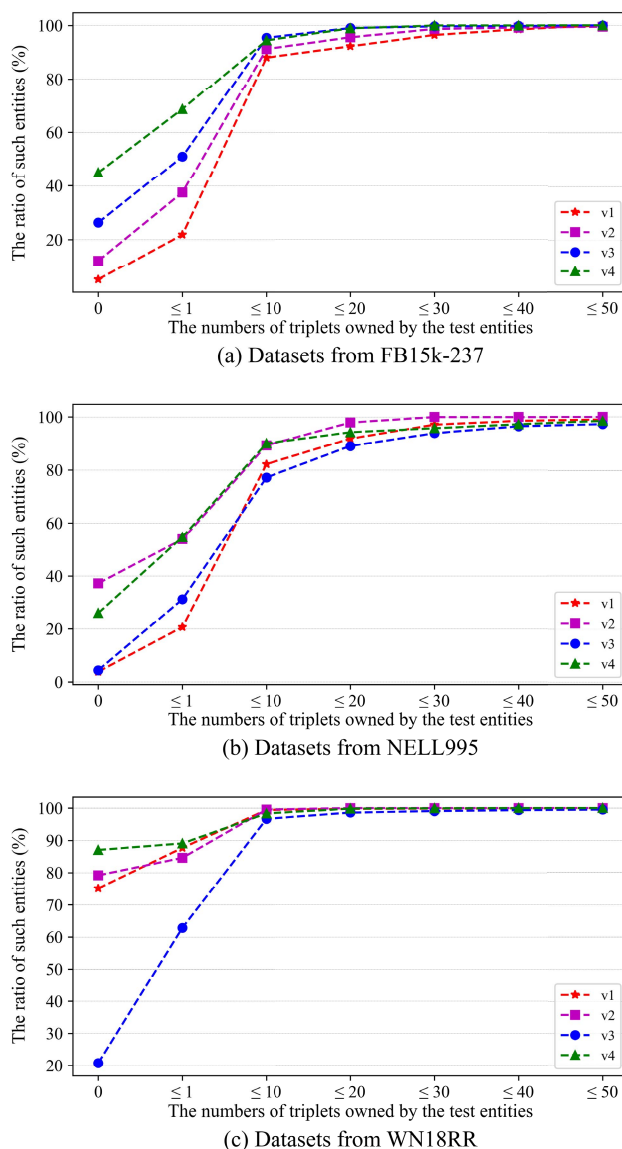 The ratio of such entities (%)
100
80
60
40
20
v1
v2
v3
v4
0
≤ 1
≤ 10
≤ 20
≤ 30
≤ 40
≤ 50
The numbers of triplets owned by the test entities
(a) Datasets from FB15k-237
The ratio of such entities (%)
100
80
60
40
20
0
v1
v2
v3
v4
0
≤ 1
≤ 10
≤ 20
≤ 30
≤ 40
≤ 50
The numbers of triplets owned by the test entities
(b) Datasets from NELL995
The ratio of such entities (%)
100
90
80
70
60
50
40
30
20
v1
v2
v3
v4
0
≤ 1
≤ 10
≤ 20
≤ 30
≤ 40
≤ 50
The numbers of triplets owned by the test entities
(c) Datasets from WN18RR